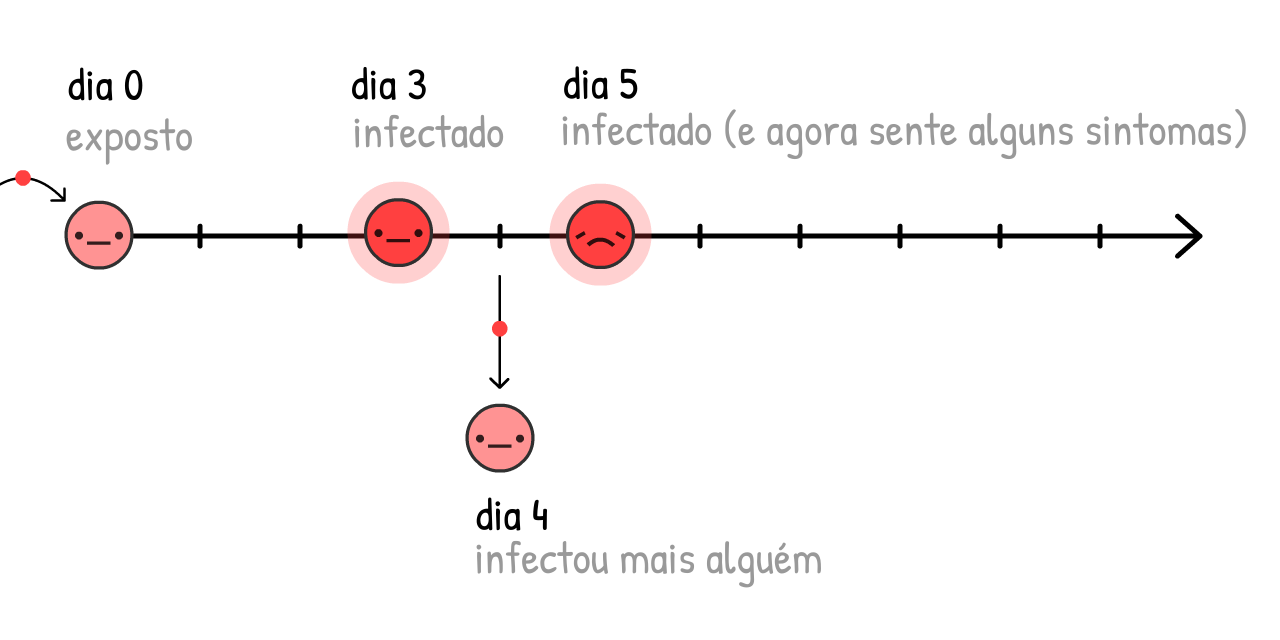 dia 0
exposto
dia 3
infectado
dia 5
infectado (e agora sente alguns sintomas)
dia 4
infectou mais alguém